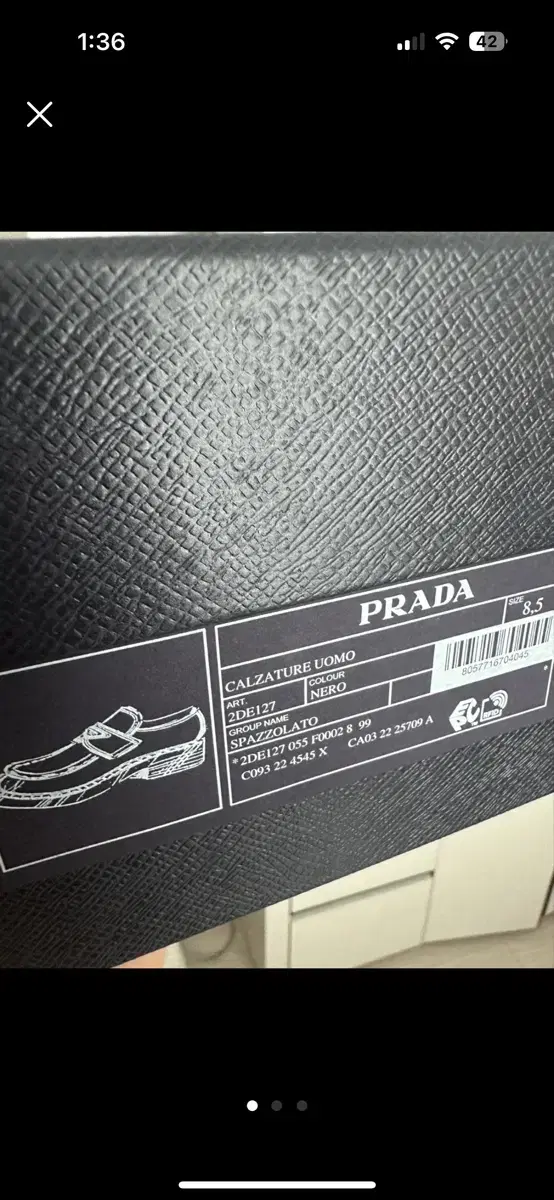 1:36
42
PRADA
SIZE
8.5
CALZATURE UOMO
8057716704045
ART.
2DE127
COLOUR
NERO
GROUP NAME
SPAZZOLATO
RFID
*2DE127 055 F0002 8 99
C093 22 4545 X CA03 22 25709 A